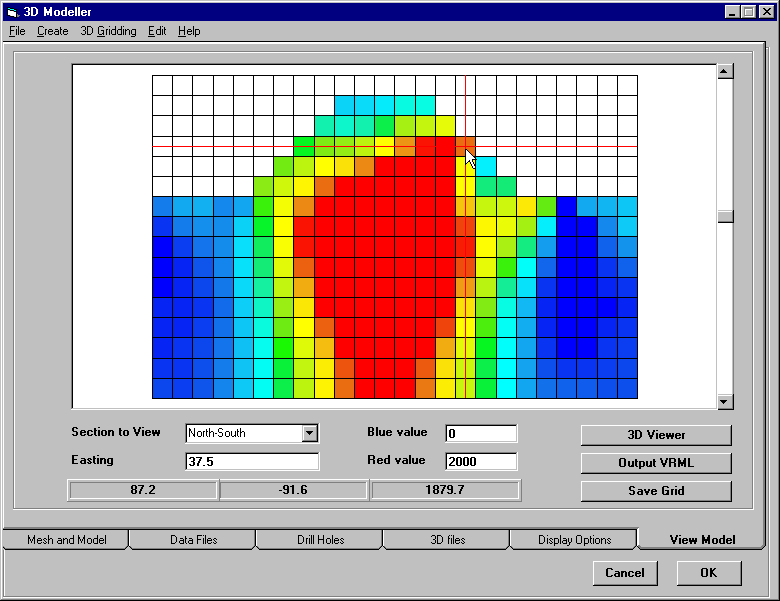 3D Modeller
File Create 3D Gridding Edit Help
Section to View North-South Blue value 0 3D Viewer
Easting 37.5 Red value 2000 Output VRML
87.2 -91.6 1879.7 Save Grid
Mesh and Model Data Files Drill Holes 3D files Display Options View Model
Cancel OK